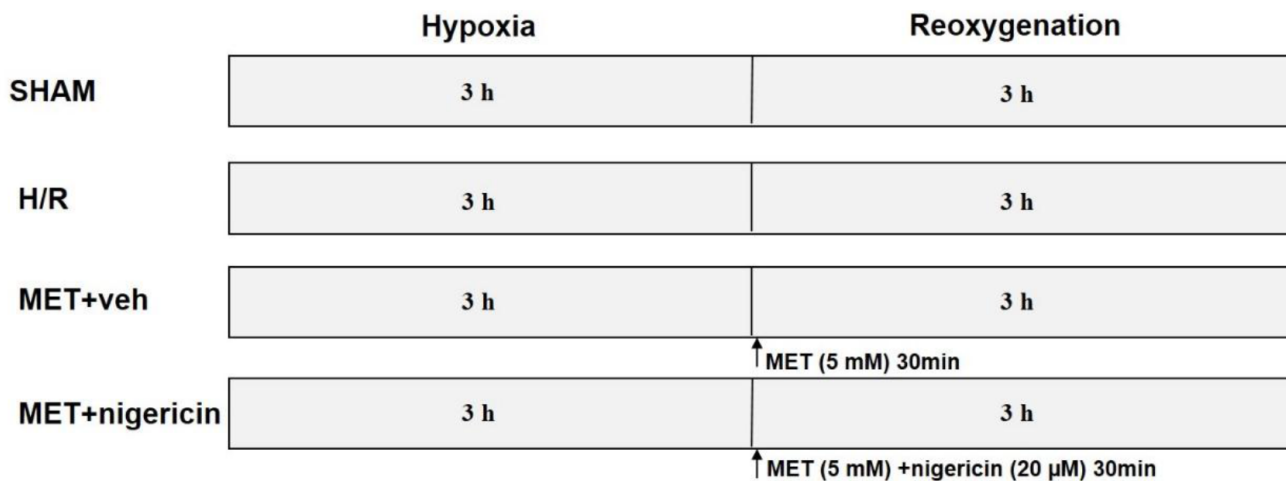 Hypoxia Reoxygenation
SHAM 3 h 3 h
H/R 3 h 3 h
MET+veh 3 h 3 h
MET (5 mM) 30min
MET+nigericin 3 h 3 h
MET (5 mM) +nigericin (20 μM) 30min